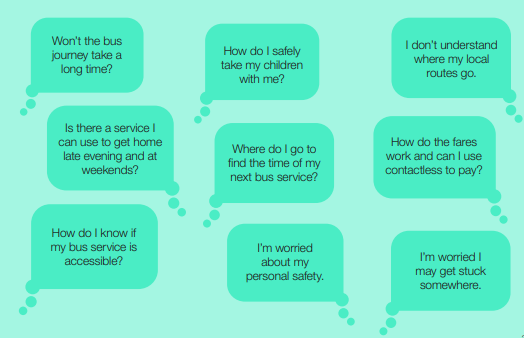 Won't the bus
journey take a
long time?
How do I safely
take my children
with me?
I don't understand
where my local
routes go.
Is there a service I
can use to get home
late evening and at
weekends?
Where do I go to
find the time of my
next bus service?
How do the fares
work and can I use
contactless to pay?
How do I know if
my bus service is
accessible?
I'm worried
about my
personal safety.
I'm worried I
may get stuck
somewhere.